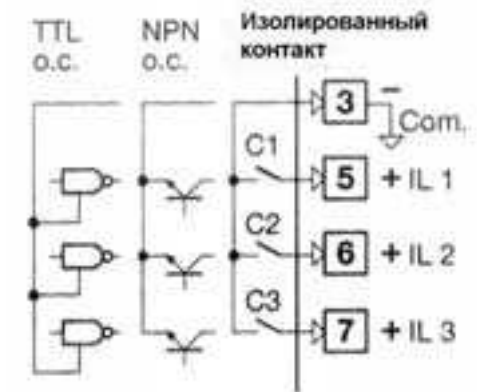 TTL
o.c.
NPN
o.c.
Изолированный
контакт
3
–
Com.
C1
5
+ IL 1
C2
6
+ IL 2
C3
7
+ IL 3